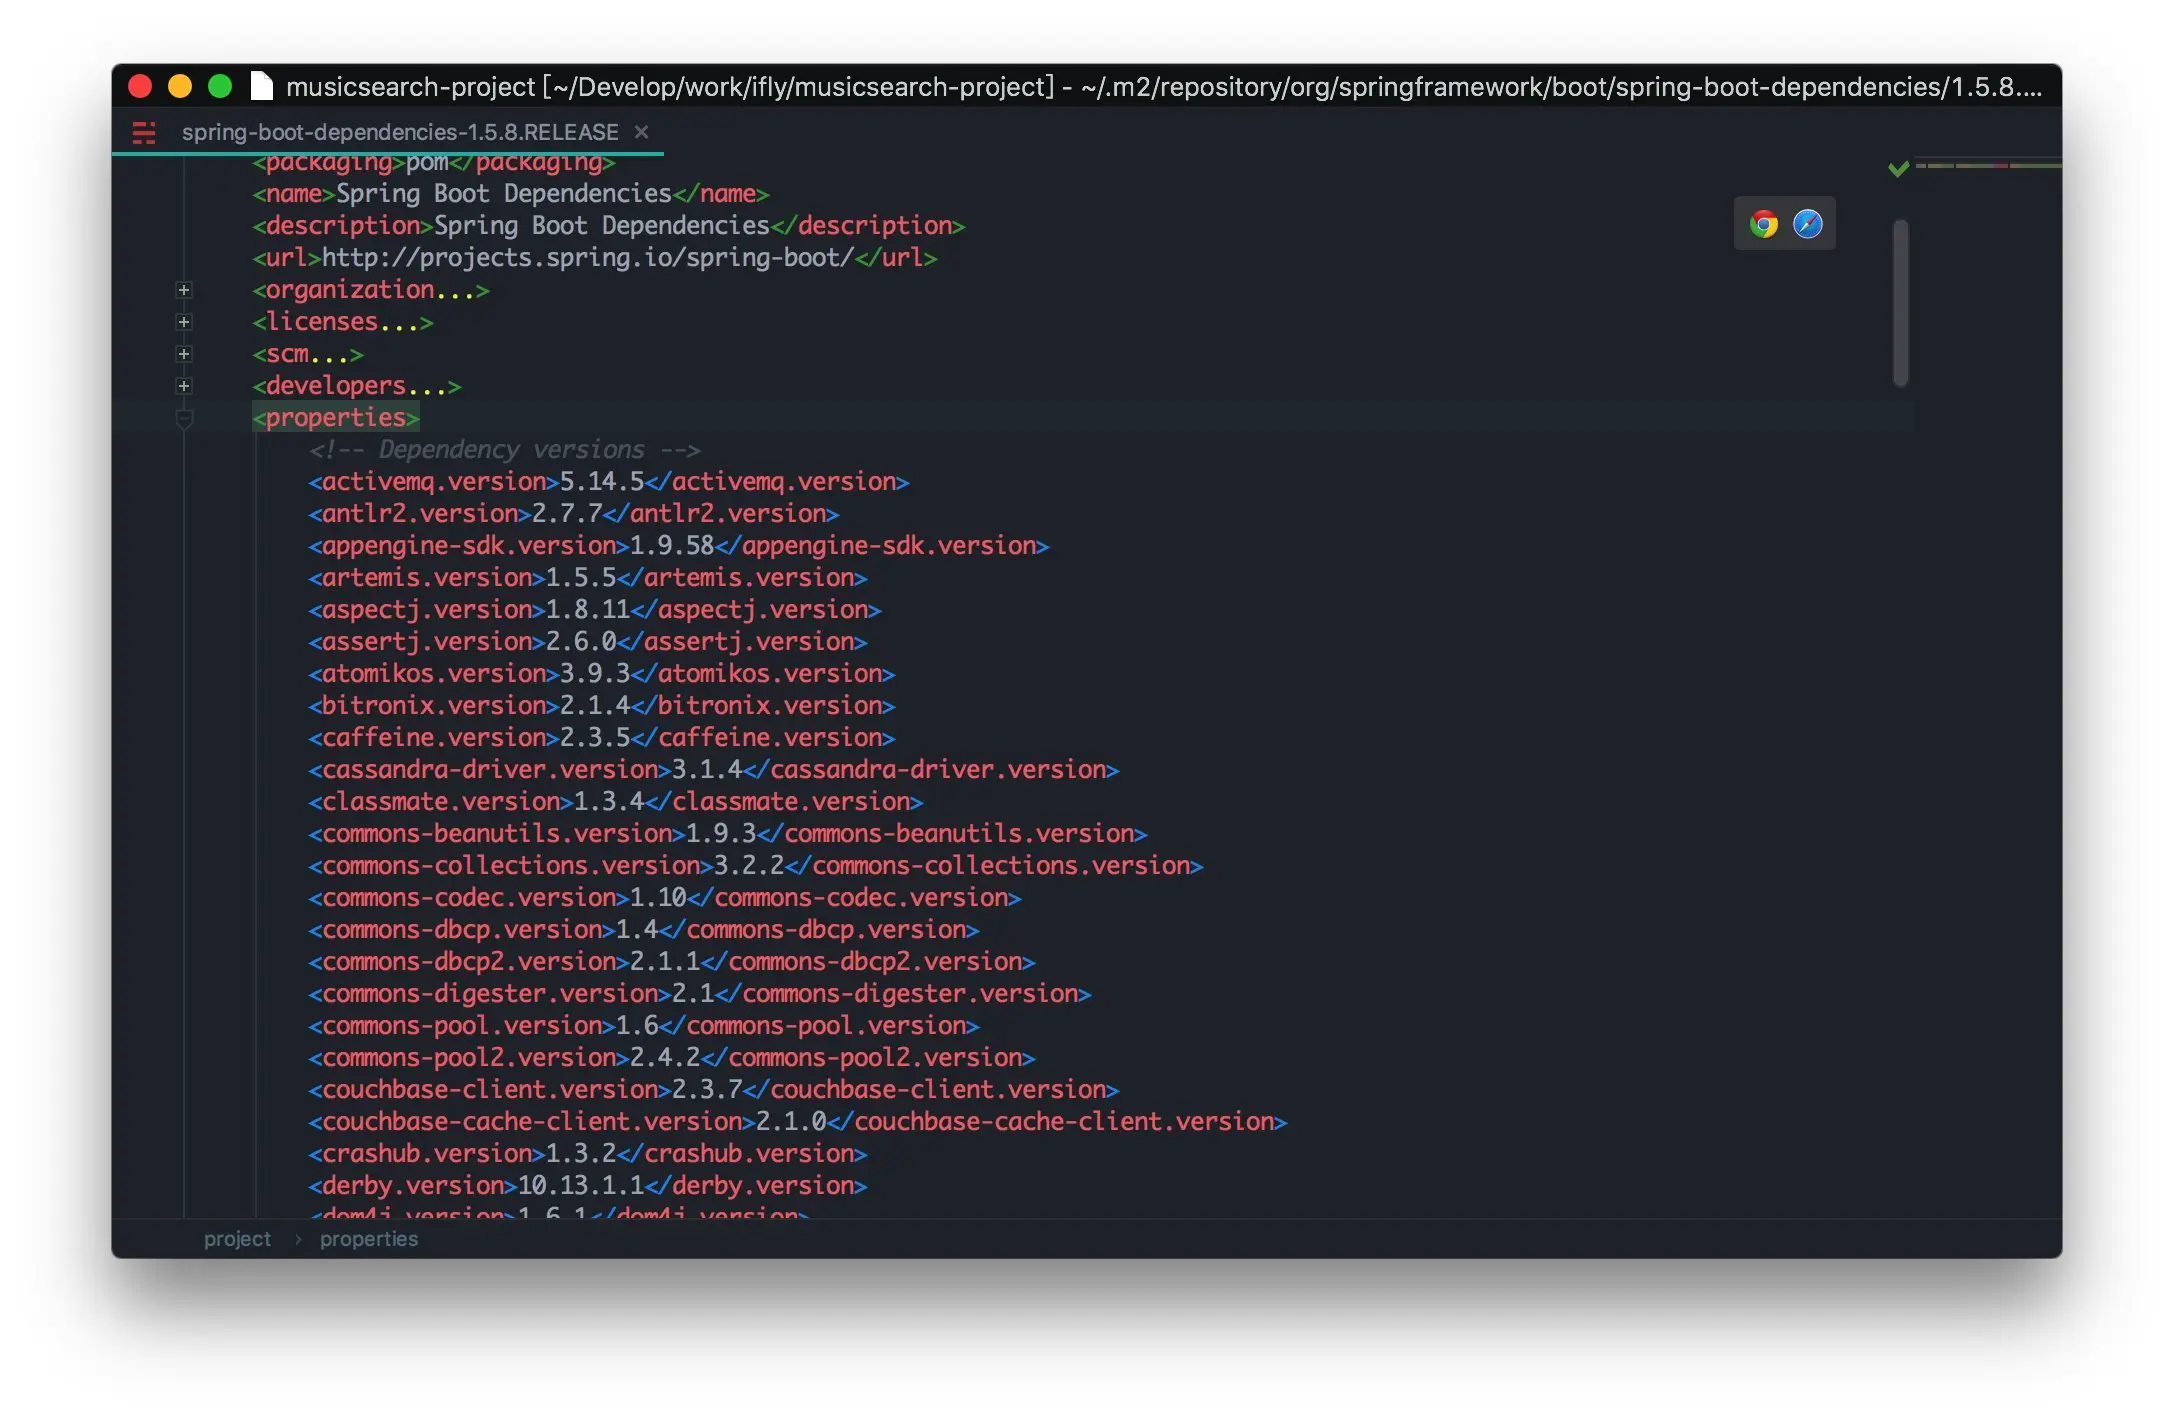 musicsearch-project [~/Develop/work/ifly/musicsearch-project] - ~/.m2/repository/org/springframework/boot/spring-boot-dependencies/1.5.8....
spring-boot-dependencies-1.5.8.RELEASE ×
<packaging>pom</packaging>
<name>Spring Boot Dependencies</name>
<description>Spring Boot Dependencies</description>
<url>http://projects.spring.io/spring-boot/</url>
<organization...>
<licenses...>
<scm...>
<developers...>
<properties>
<!-- Dependency versions -->
<activemq.version>5.14.5</activemq.version>
<antlr2.version>2.7.7</antlr2.version>
<appengine-sdk.version>1.9.58</appengine-sdk.version>
<artemis.version>1.5.5</artemis.version>
<aspectj.version>1.8.11</aspectj.version>
<assertj.version>2.6.0</assertj.version>
<atomikos.version>3.9.3</atomikos.version>
<bitronix.version>2.1.4</bitronix.version>
<caffeine.version>2.3.5</caffeine.version>
<cassandra-driver.version>3.1.4</cassandra-driver.version>
<classmate.version>1.3.4</classmate.version>
<commons-beanutils.version>1.9.3</commons-beanutils.version>
<commons-collections.version>3.2.2</commons-collections.version>
<commons-codec.version>1.10</commons-codec.version>
<commons-dbcp.version>1.4</commons-dbcp.version>
<commons-dbcp2.version>2.1.1</commons-dbcp2.version>
<commons-digester.version>2.1</commons-digester.version>
<commons-pool.version>1.6</commons-pool.version>
<commons-pool2.version>2.4.2</commons-pool2.version>
<couchbase-client.version>2.3.7</couchbase-client.version>
<couchbase-cache-client.version>2.1.0</couchbase-cache-client.version>
<crashub.version>1.3.2</crashub.version>
<derby.version>10.13.1.1</derby.version>
<dom4j.version>1.6.1</dom4j.version>
project › properties